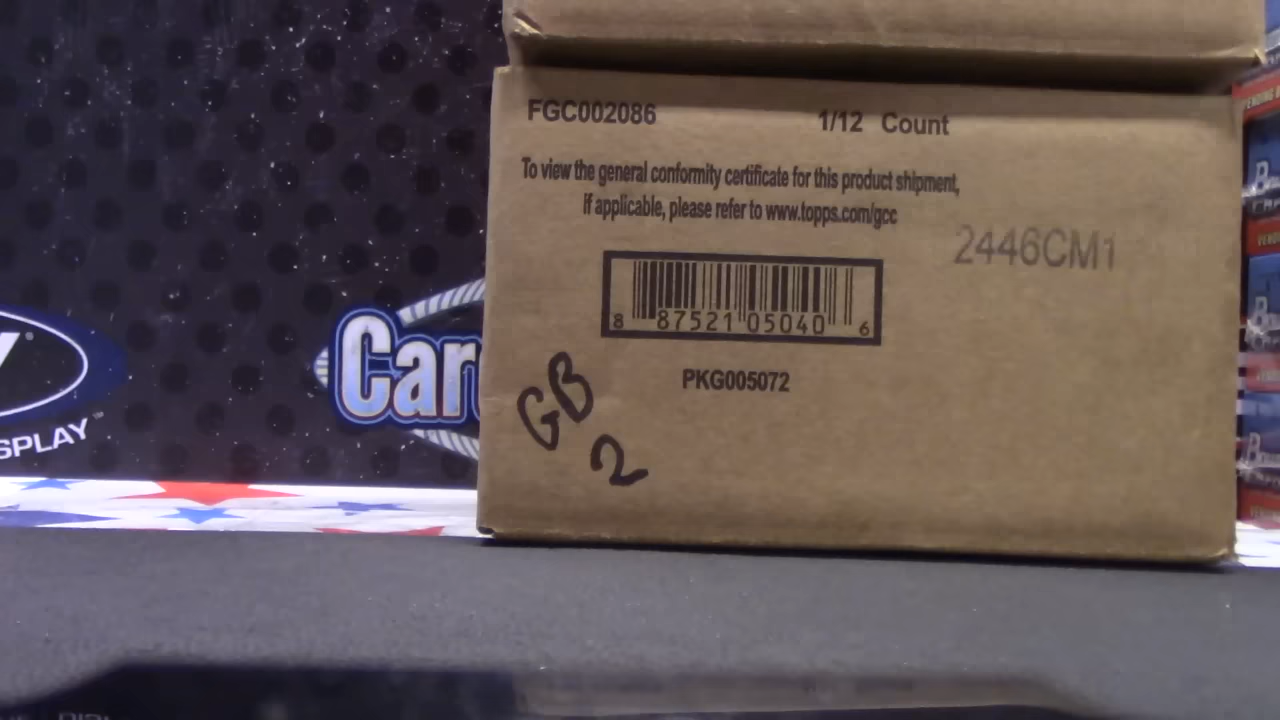 FGC002086 1/12 Count
To view the general conformity certificate for this product shipment,
if applicable, please refer to www.topps.com/gcc
2446CM1
8 87521 05040 6
PKG005072
GB
2
Car
SPLAY